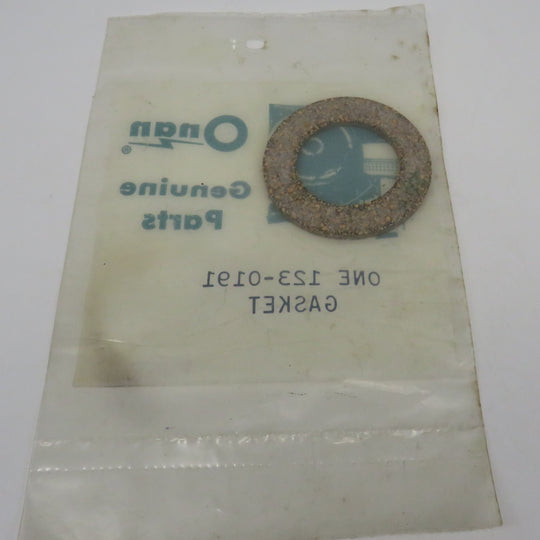 Onan
®
Genuine
Parts
ONE 123-0191
GASKET